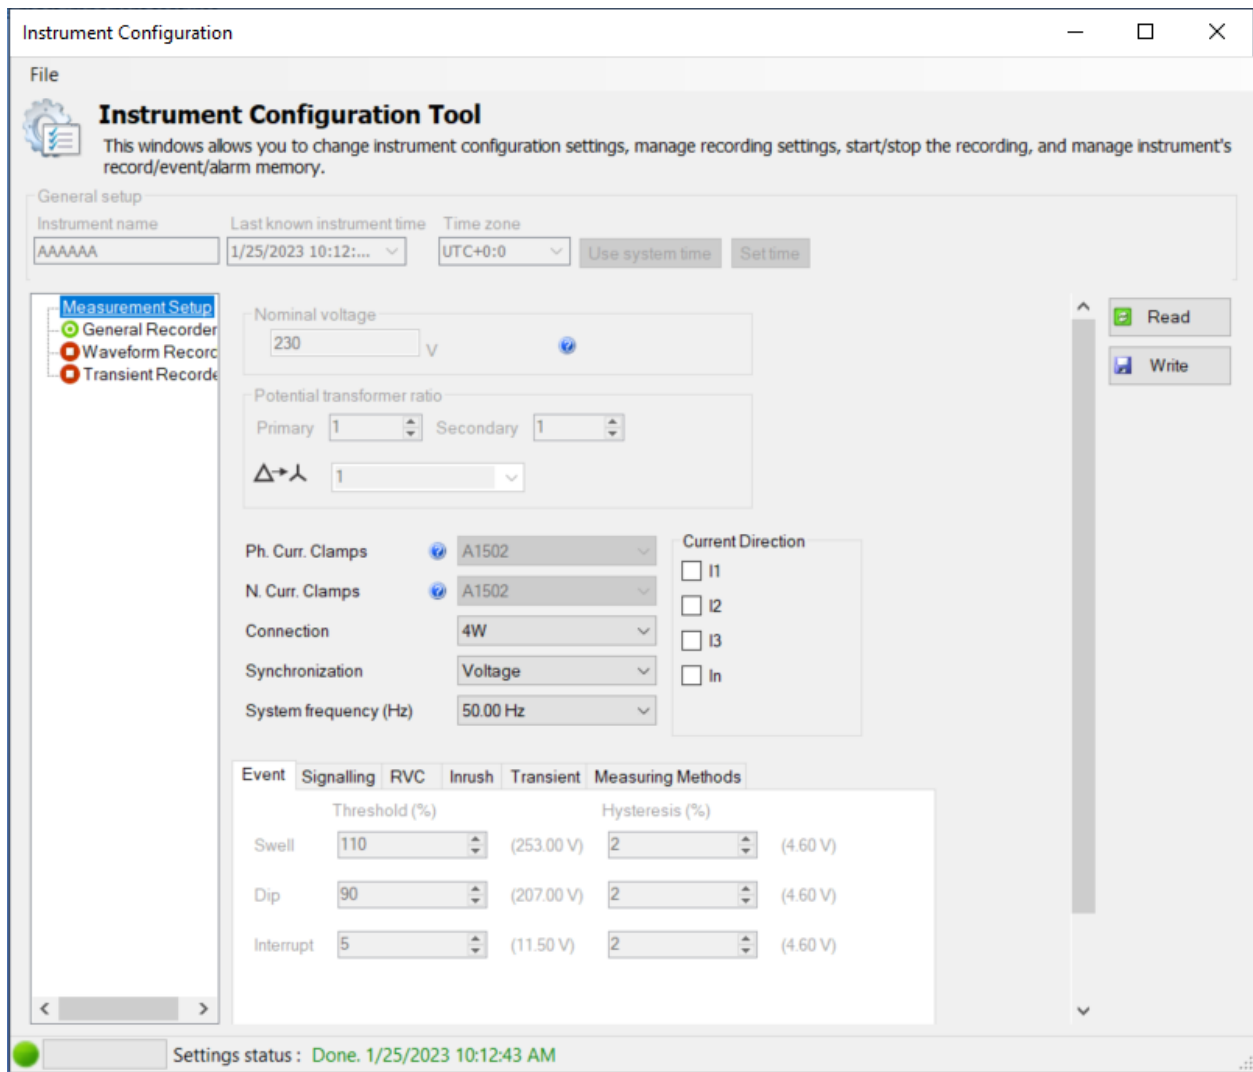 Instrument Configuration
File
Instrument Configuration Tool
This windows allows you to change instrument configuration settings, manage recording settings, start/stop the recording, and manage instrument's
record/event/alarm memory.
General setup
Instrument name Last known instrument time Time zone
AAAAAA 1/25/2023 10:12:... UTC+0:0 Use system time Set time
Measurement Setup
General Recorder
Waveform Record
Transient Recorde
Nominal voltage
230 V
Potential transformer ratio
Primary 1 Secondary 1
1
Ph. Curr. Clamps A1502
N. Curr. Clamps A1502
Connection 4W
Synchronization Voltage
System frequency (Hz) 50.00 Hz
Current Direction
I1
I2
I3
In
Read
Write
Event Signalling RVC Inrush Transient Measuring Methods
Threshold (%) Hysteresis (%)
Swell 110 (253.00 V) 2 (4.60 V)
Dip 90 (207.00 V) 2 (4.60 V)
Interrupt 5 (11.50 V) 2 (4.60 V)
Settings status : Done. 1/25/2023 10:12:43 AM